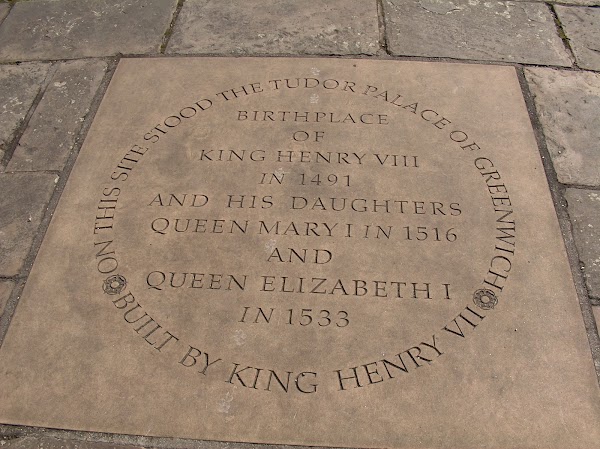 ON THIS SITE STOOD THE TUDOR PALACE OF GREENWICH
BIRTHPLACE
OF
KING HENRY VIII
IN 1491
AND HIS DAUGHTERS
QUEEN MARY I IN 1516
AND
QUEEN ELIZABETH I
IN 1533
BUILT BY KING HENRY VII